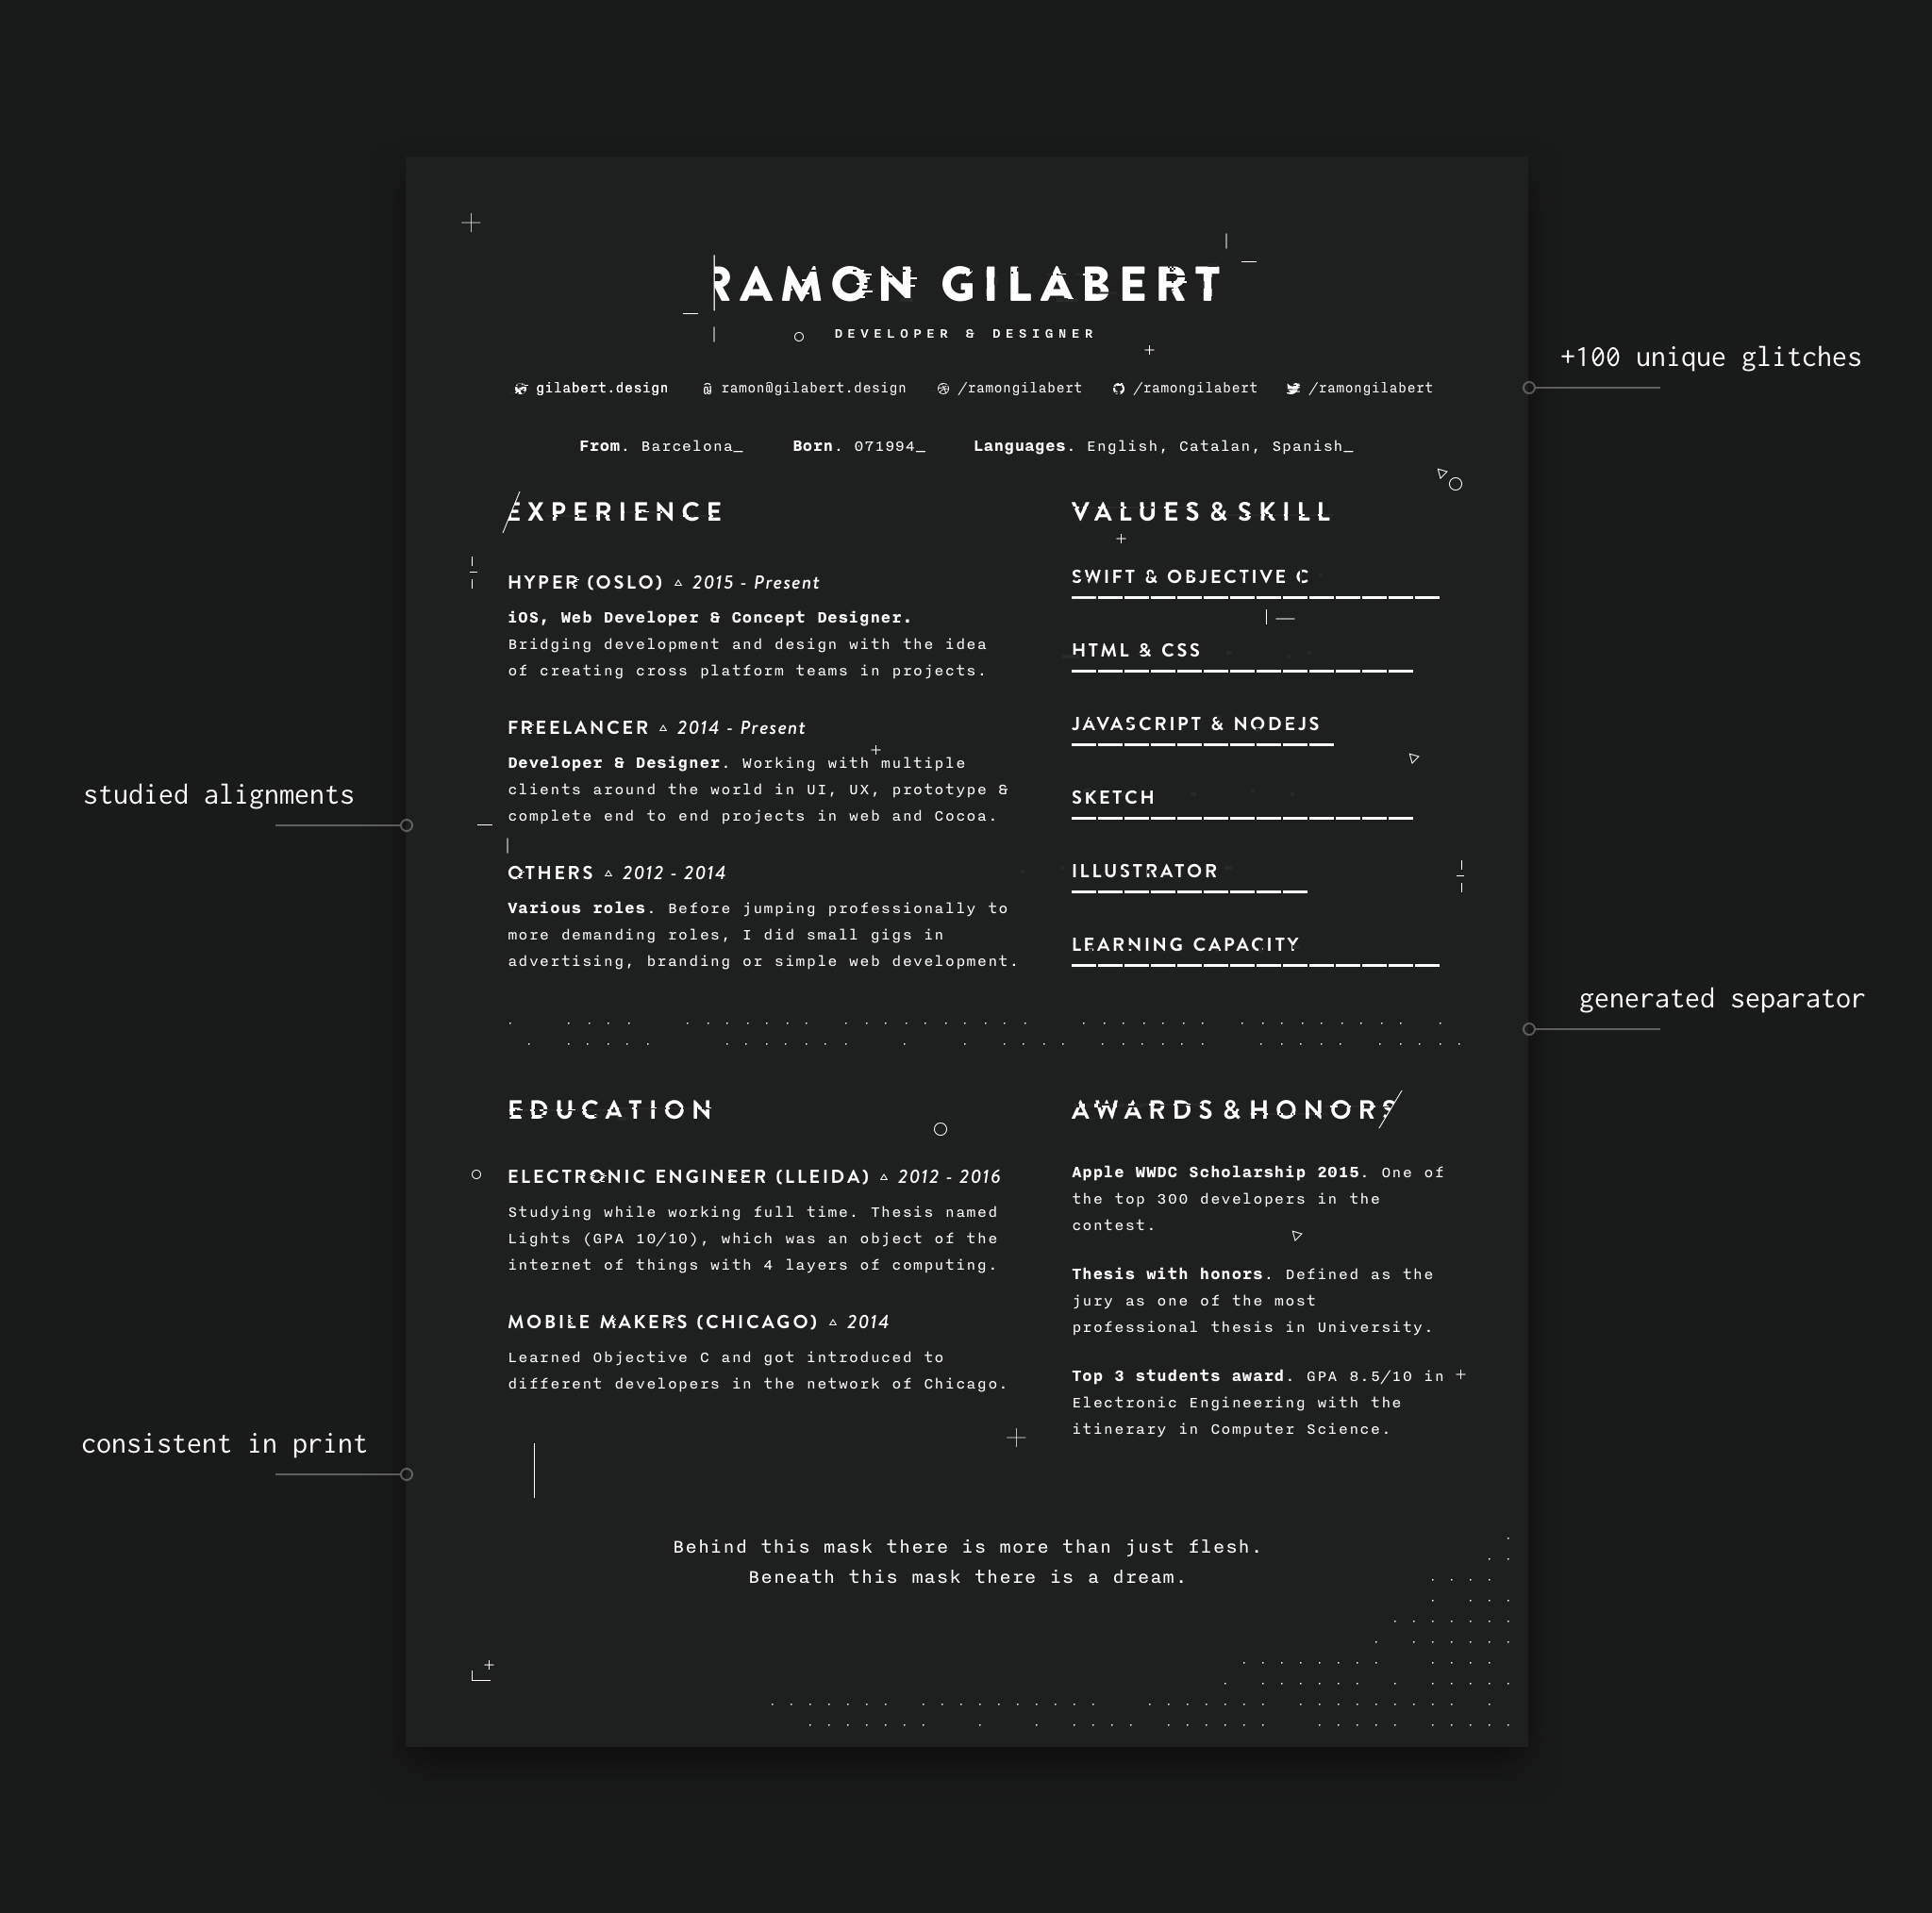 RAMON GILABERT
DEVELOPER & DESIGNER
+100 unique glitches
gilabert.design @ ramon@gilabert.design /ramongilabert /ramongilabert /ramongilabert
From. Barcelona_ Born. 071994_ Languages. English, Catalan, Spanish_
EXPERIENCE
HYPER (OSLO) ▵ 2015 - Present
iOS, Web Developer & Concept Designer.
Bridging development and design with the idea
of creating cross platform teams in projects.
FREELANCER ▵ 2014 - Present
Developer & Designer. Working with multiple
clients around the world in UI, UX, prototype &
complete end to end projects in web and Cocoa.
studied alignments
OTHERS ▵ 2012 - 2014
Various roles. Before jumping professionally to
more demanding roles, I did small gigs in
advertising, branding or simple web development.
VALUES & SKILL
SWIFT & OBJECTIVE C
HTML & CSS
JAVASCRIPT & NODEJS
SKETCH
ILLUSTRATOR
LEARNING CAPACITY
generated separator
EDUCATION
ELECTRONIC ENGINEER (LLEIDA) ▵ 2012 - 2016
Studying while working full time. Thesis named
Lights (GPA 10/10), which was an object of the
internet of things with 4 layers of computing.
MOBILE MAKERS (CHICAGO) ▵ 2014
Learned Objective C and got introduced to
different developers in the network of Chicago.
AWARDS & HONORS
Apple WWDC Scholarship 2015. One of
the top 300 developers in the
contest.
Thesis with honors. Defined as the
jury as one of the most
professional thesis in University.
Top 3 students award. GPA 8.5/10 in
Electronic Engineering with the
itinerary in Computer Science.
consistent in print
Behind this mask there is more than just flesh.
Beneath this mask there is a dream.